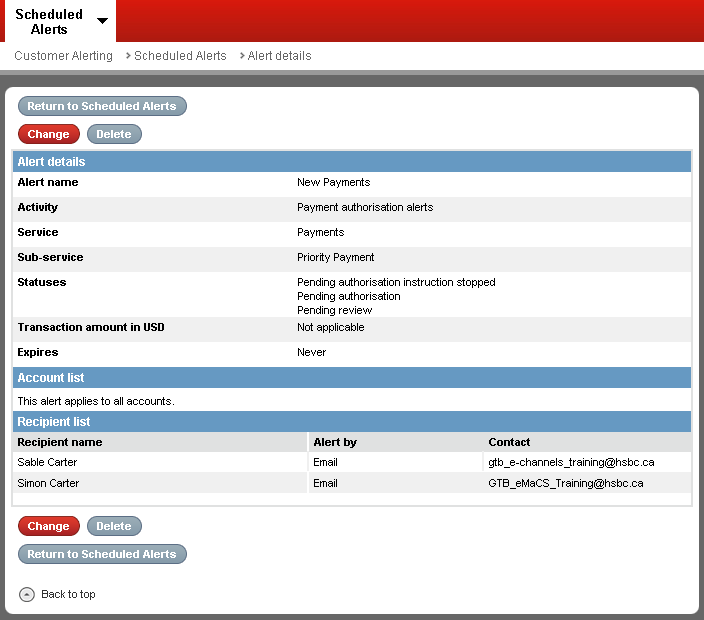 Scheduled
Alerts
Customer Alerting > Scheduled Alerts > Alert details
Return to Scheduled Alerts
Change Delete
Alert details
Alert name New Payments
Activity Payment authorisation alerts
Service Payments
Sub-service Priority Payment
Statuses Pending authorisation instruction stopped
Pending authorisation
Pending review
Transaction amount in USD Not applicable
Expires Never
Account list
This alert applies to all accounts.
Recipient list
Recipient name Alert by Contact
Sable Carter Email gtb_e-channels_training@hsbc.ca
Simon Carter Email GTB_eMaCS_Training@hsbc.ca
Change Delete
Return to Scheduled Alerts
Back to top